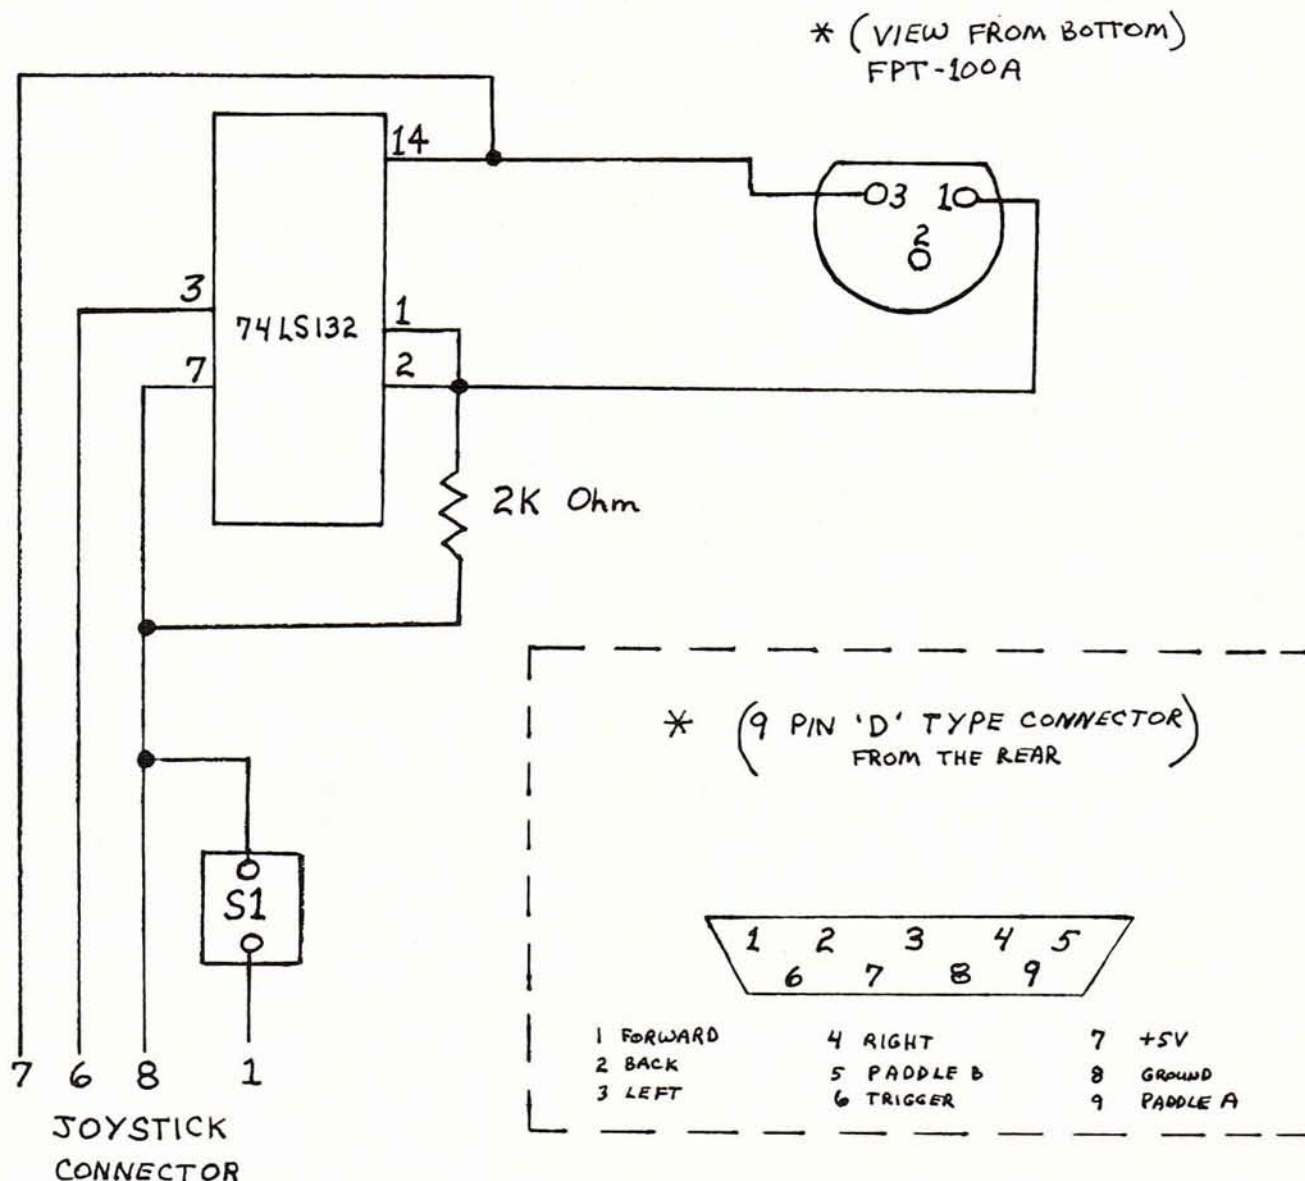 * (VIEW FROM BOTTOM)
FPT-100A
14
3
1
2
3
74LS132
1
7
2
2K Ohm
* (9 PIN 'D' TYPE CONNECTOR
FROM THE REAR)
S1
1 2 3 4 5
6 7 8 9
1 FORWARD 4 RIGHT 7 +5V
2 BACK 5 PADDLE B 8 GROUND
3 LEFT 6 TRIGGER 9 PADDLE A
7 6 8 1
JOYSTICK
CONNECTOR